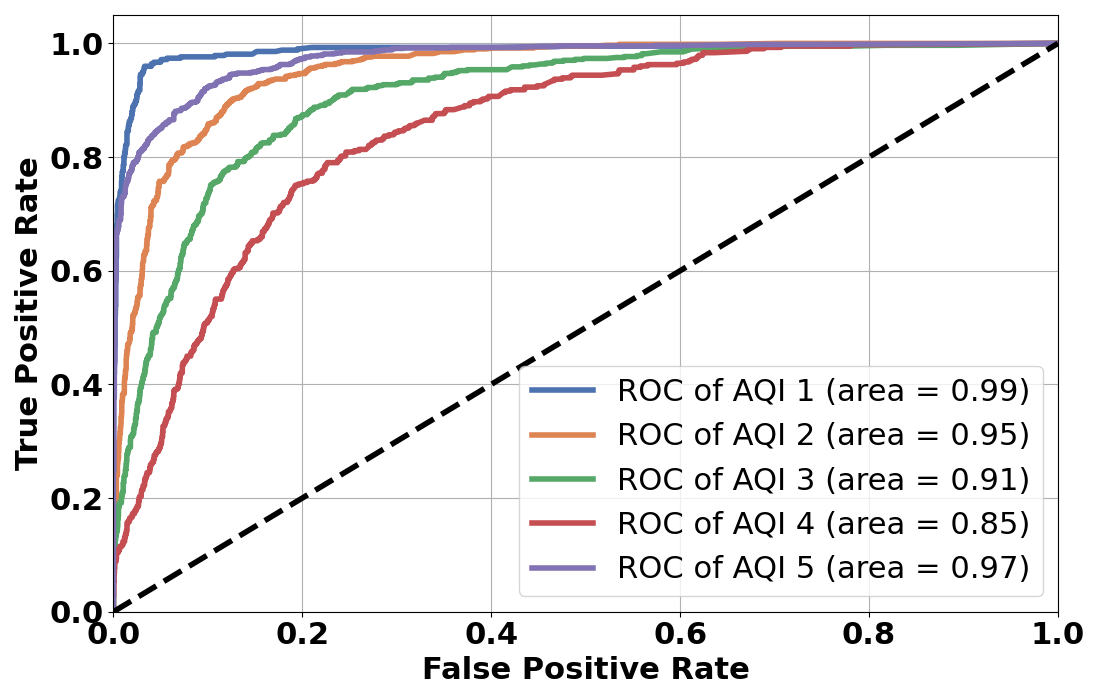 1.0
0.8
0.6
0.4
0.2
0.0
True Positive Rate
ROC of AQI 1 (area = 0.99)
ROC of AQI 2 (area = 0.95)
ROC of AQI 3 (area = 0.91)
ROC of AQI 4 (area = 0.85)
ROC of AQI 5 (area = 0.97)
0.0 0.2 0.4 0.6 0.8 1.0
False Positive Rate